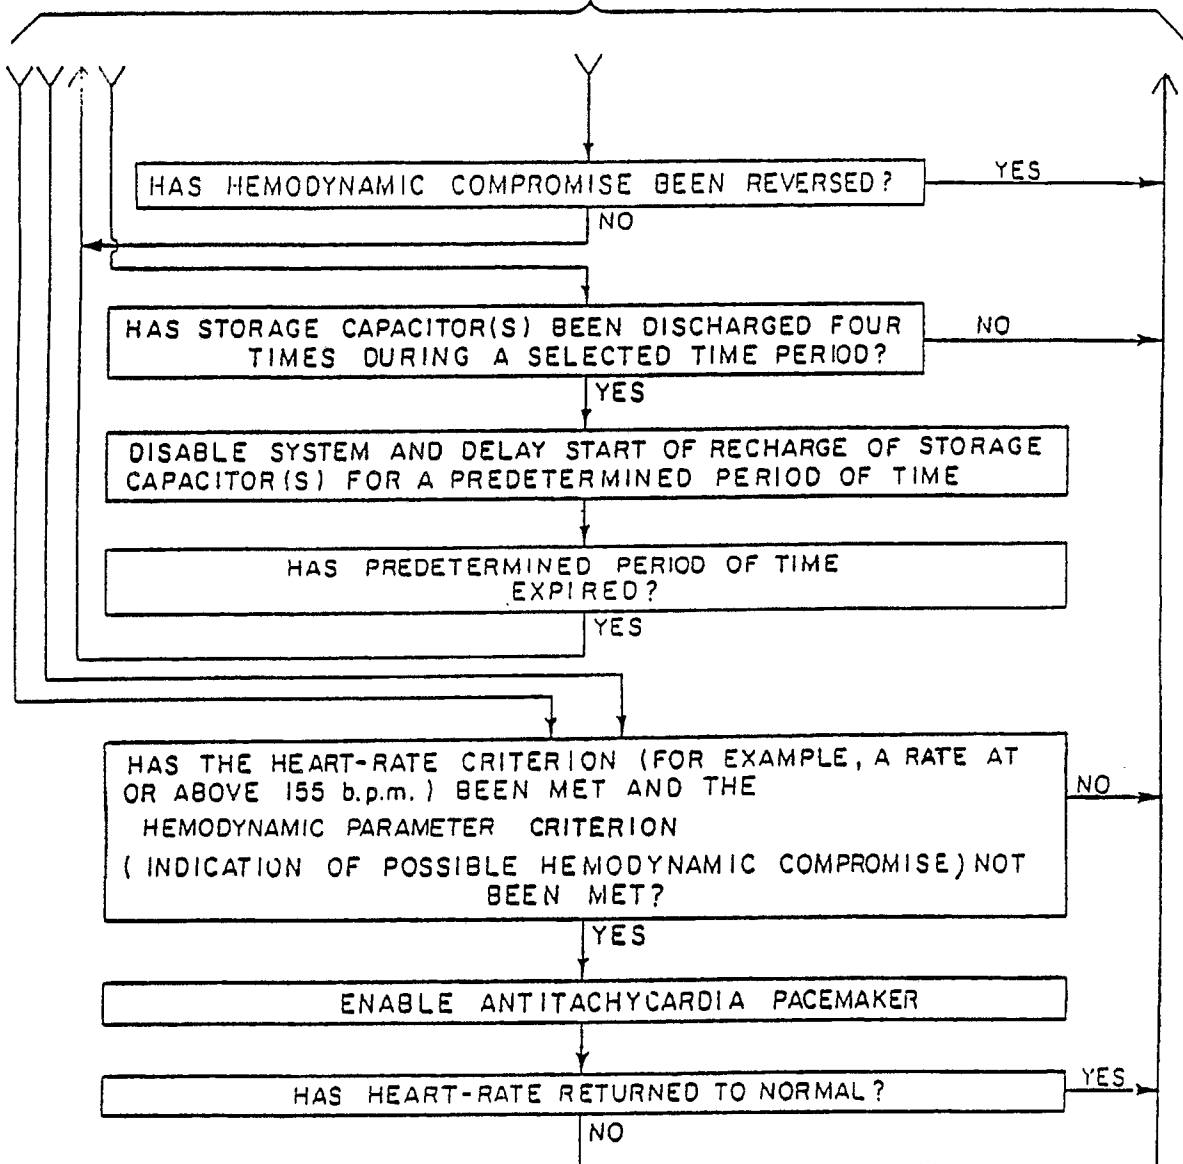 HAS HEMODYNAMIC COMPROMISE BEEN REVERSED?
YES
NO
HAS STORAGE CAPACITOR(S) BEEN DISCHARGED FOUR
TIMES DURING A SELECTED TIME PERIOD?
NO
YES
DISABLE SYSTEM AND DELAY START OF RECHARGE OF STORAGE
CAPACITOR(S) FOR A PREDETERMINED PERIOD OF TIME
HAS PREDETERMINED PERIOD OF TIME
EXPIRED?
YES
HAS THE HEART-RATE CRITERION (FOR EXAMPLE, A RATE AT
OR ABOVE 155 b.p.m.) BEEN MET AND THE
HEMODYNAMIC PARAMETER CRITERION
(INDICATION OF POSSIBLE HEMODYNAMIC COMPROMISE) NOT
BEEN MET?
NO
YES
ENABLE ANTITACHYCARDIA PACEMAKER
HAS HEART-RATE RETURNED TO NORMAL?
YES
NO